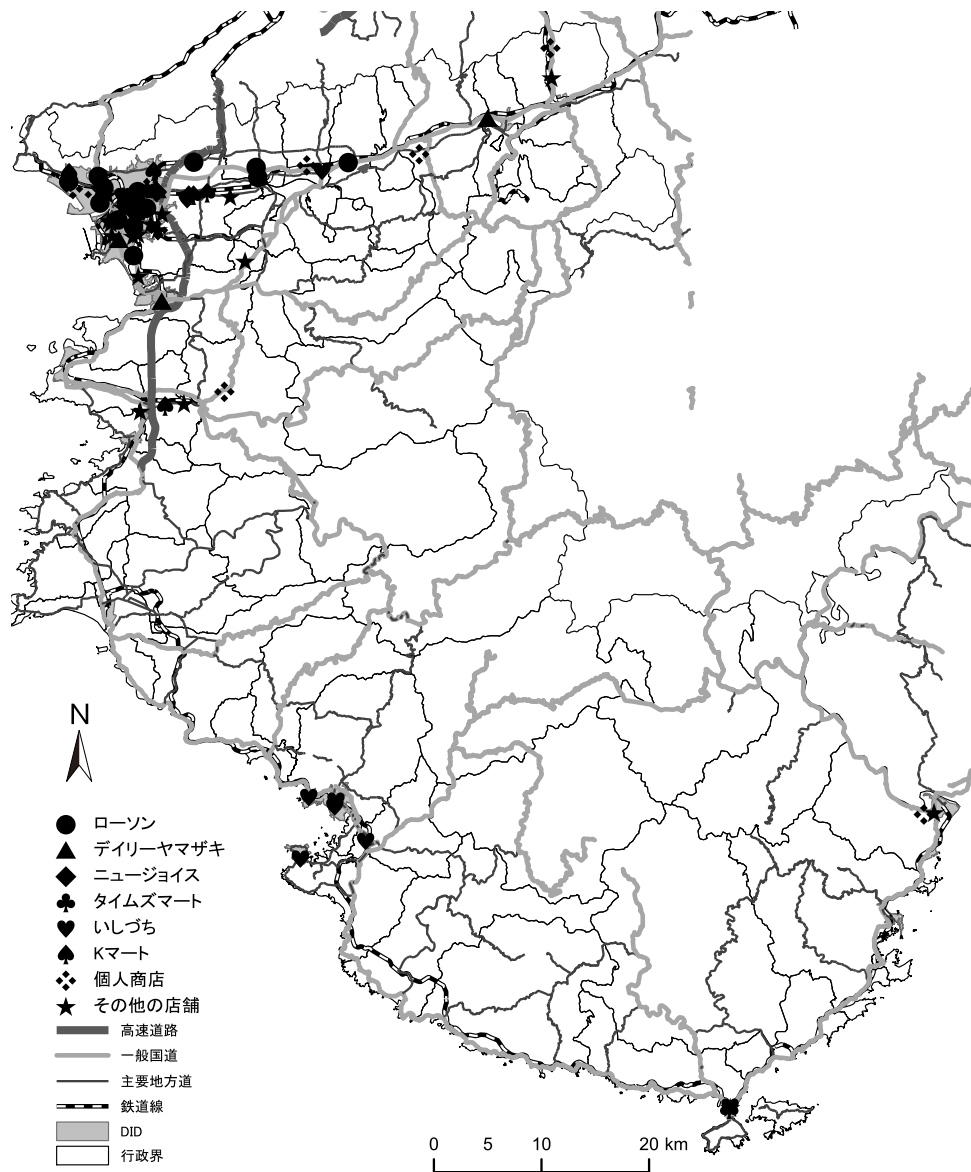 N
ローソン
デイリーヤマザキ
ニュージョイス
タイムズマート
いしづち
Kマート
個人商店
その他の店舗
高速道路
一般国道
主要地方道
鉄道線
DID
行政界
0 5 10 20 km